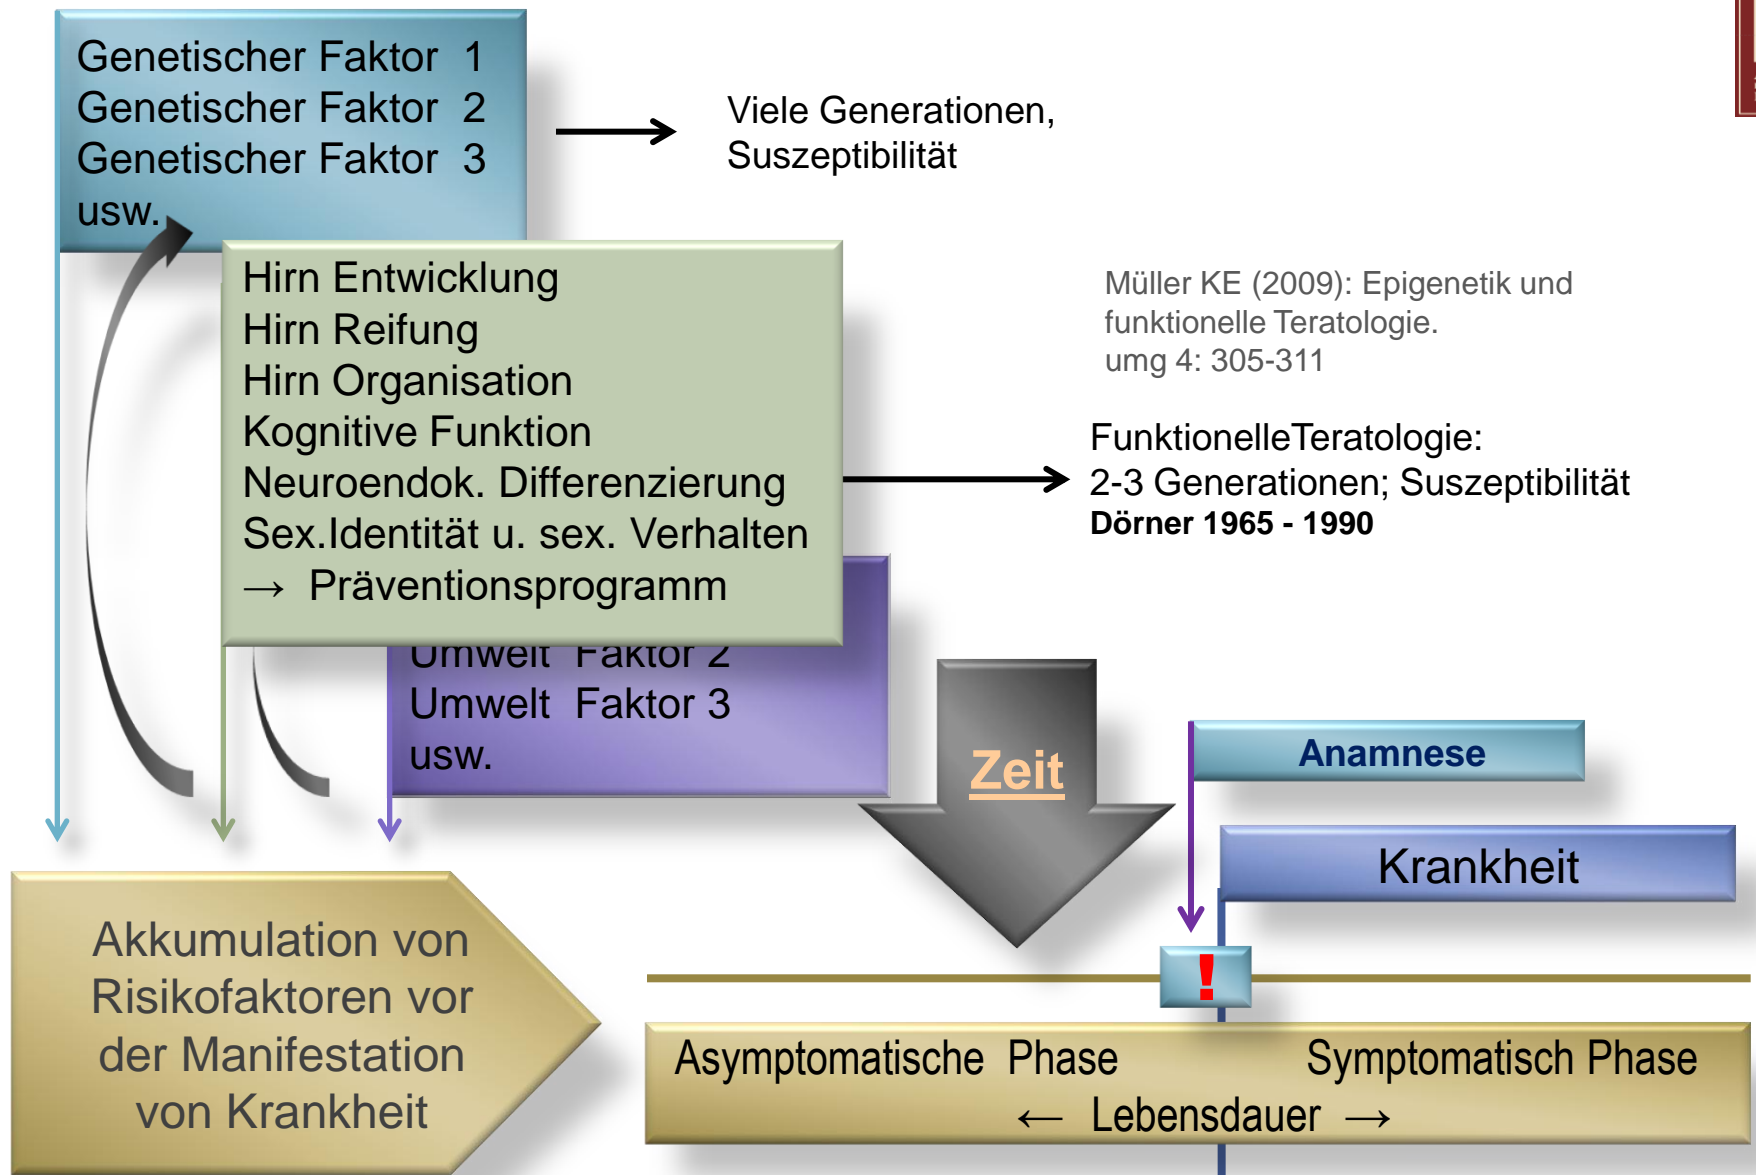 Genetischer Faktor 1
Genetischer Faktor 2
Genetischer Faktor 3
usw.
Viele Generationen,
Suszeptibilität
Hirn Entwicklung
Hirn Reifung
Hirn Organisation
Kognitive Funktion
Neuroendok. Differenzierung
Sex.Identität u. sex. Verhalten
→ Präventionsprogramm
Müller KE (2009): Epigenetik und
funktionelle Teratologie.
umg 4: 305-311
FunktionelleTeratologie:
2-3 Generationen; Suszeptibilität
Dörner 1965 - 1990
Umwelt Faktor 2
Umwelt Faktor 3
usw.
Zeit
Anamnese
Krankheit
!
Akkumulation von
Risikofaktoren vor
der Manifestation
von Krankheit
Asymptomatische Phase Symptomatisch Phase
← Lebensdauer →